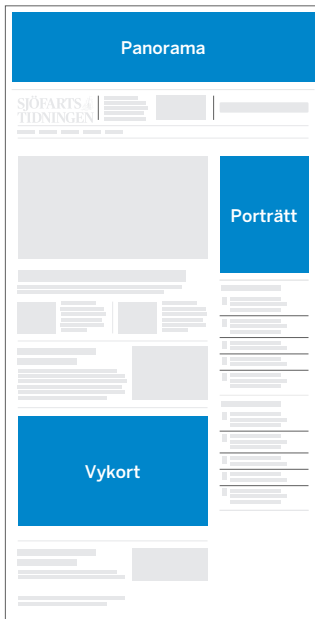 Panorama
SJÖFARTS
TIDNINGEN
Porträtt
Vykort